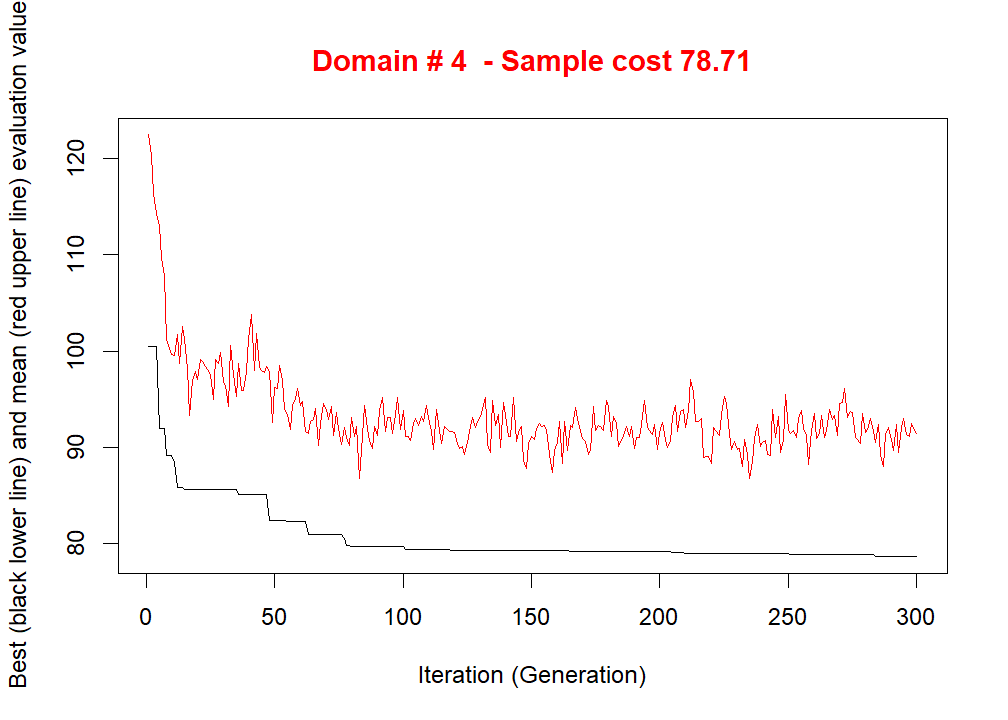 Domain # 4  - Sample cost 78.71
Best (black lower line) and mean (red upper line) evaluation value
120
110
100
90
80
0 50 100 150 200 250 300
Iteration (Generation)